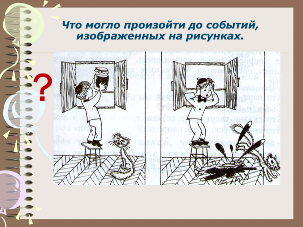 Что могло произойти до событий,
изображенных на рисунках.
?